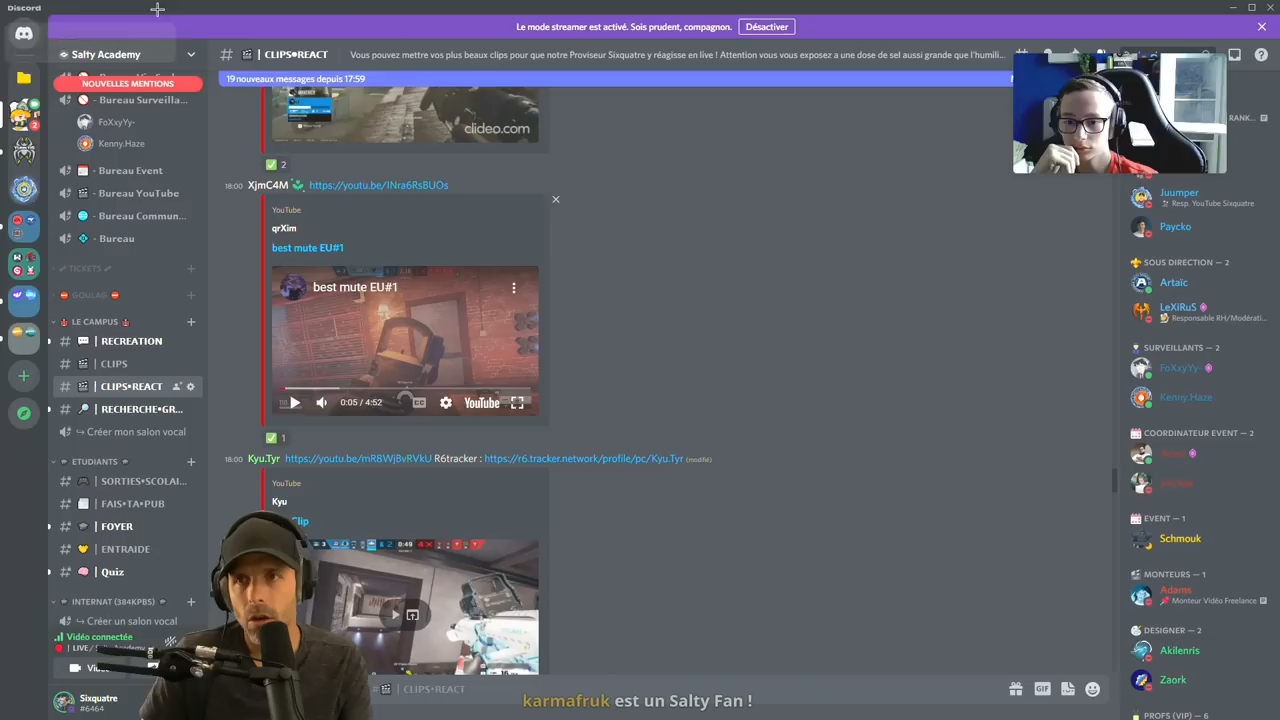 Discord
Le mode streamer est activé. Sois prudent, compagnon.
Désactiver
Salty Academy
CLIPS•REACT
Vous pouvez mettre vos plus beaux clips pour que notre Proviseur Sixquatre y réagisse en live ! Attention vous vous exposez a une dose de sel aussi grande que l'humili...
NOUVELLES MENTIONS
19 nouveaux messages depuis 17:59
- Bureau Surveilla...
FoXxyYy-
Kenny.Haze
- Bureau Event
- Bureau YouTube
- Bureau Commun...
- Bureau
TICKETS
GOULAG
LE CAMPUS
RECREATION
CLIPS
CLIPS•REACT
RECHERCHE•GR...
Créer mon salon vocal
ETUDIANTS
SORTIES•SCOLAI...
FAIS•TA•PUB
FOYER
ENTRAIDE
Quiz
INTERNAT (384KPBS)
Créer un salon vocal
Vidéo connectée
LIVE
Sixquatre
#6464
clideo.com
2
18:00 XjmC4M https://youtu.be/INra6RsBUOs
YouTube
qrXim
best mute EU#1
best mute EU#1
0:05 / 4:52
YouTube
1
18:00 Kyu.Tyr https://youtu.be/mRBWjBvRVkU R6tracker : https://r6.tracker.network/profile/pc/Kyu.Tyr (modifié)
YouTube
Kyu
Clip
0:49
CLIPS•REACT
karmafruk est un Salty Fan !
GIF
RANK...
Juumper
Resp. YouTube Sixquatre
Paycko
SOUS DIRECTION — 2
Artaïc
LeXiRuS
Responsable RH/Modérati...
SURVEILLANTS — 2
FoXxyYy-
Kenny.Haze
COORDINATEUR EVENT — 2
EVENT — 1
Schmouk
MONTEURS — 1
Adams
Monteur Vidéo Freelance
DESIGNER — 2
Akilenris
Zaork
PROFS (VIP) — 6